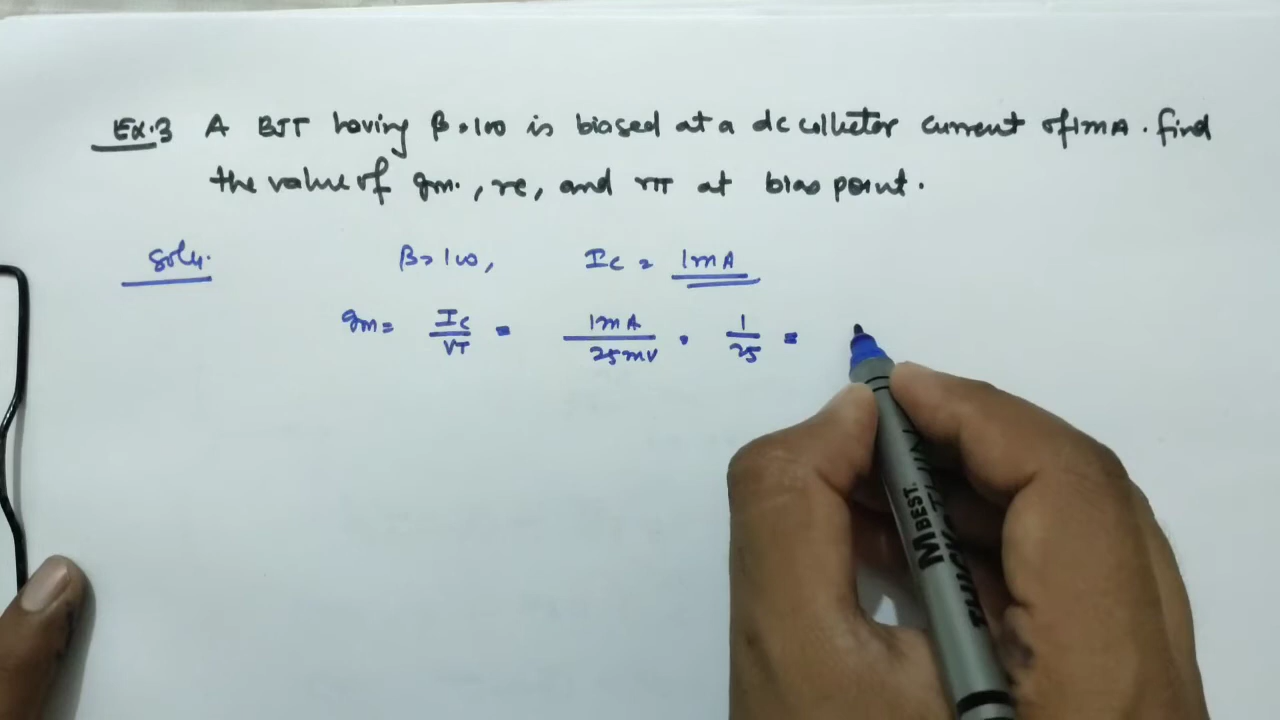 Ex.3 A BJT having β=100 is biased at a dc collector current of 1mA. find
the value of gm, re, and rπ at bias point.
Soln.
β=100, Ic = 1mA
gm = Ic/VT = 1mA/25mV = 1/25 =
MBEST.